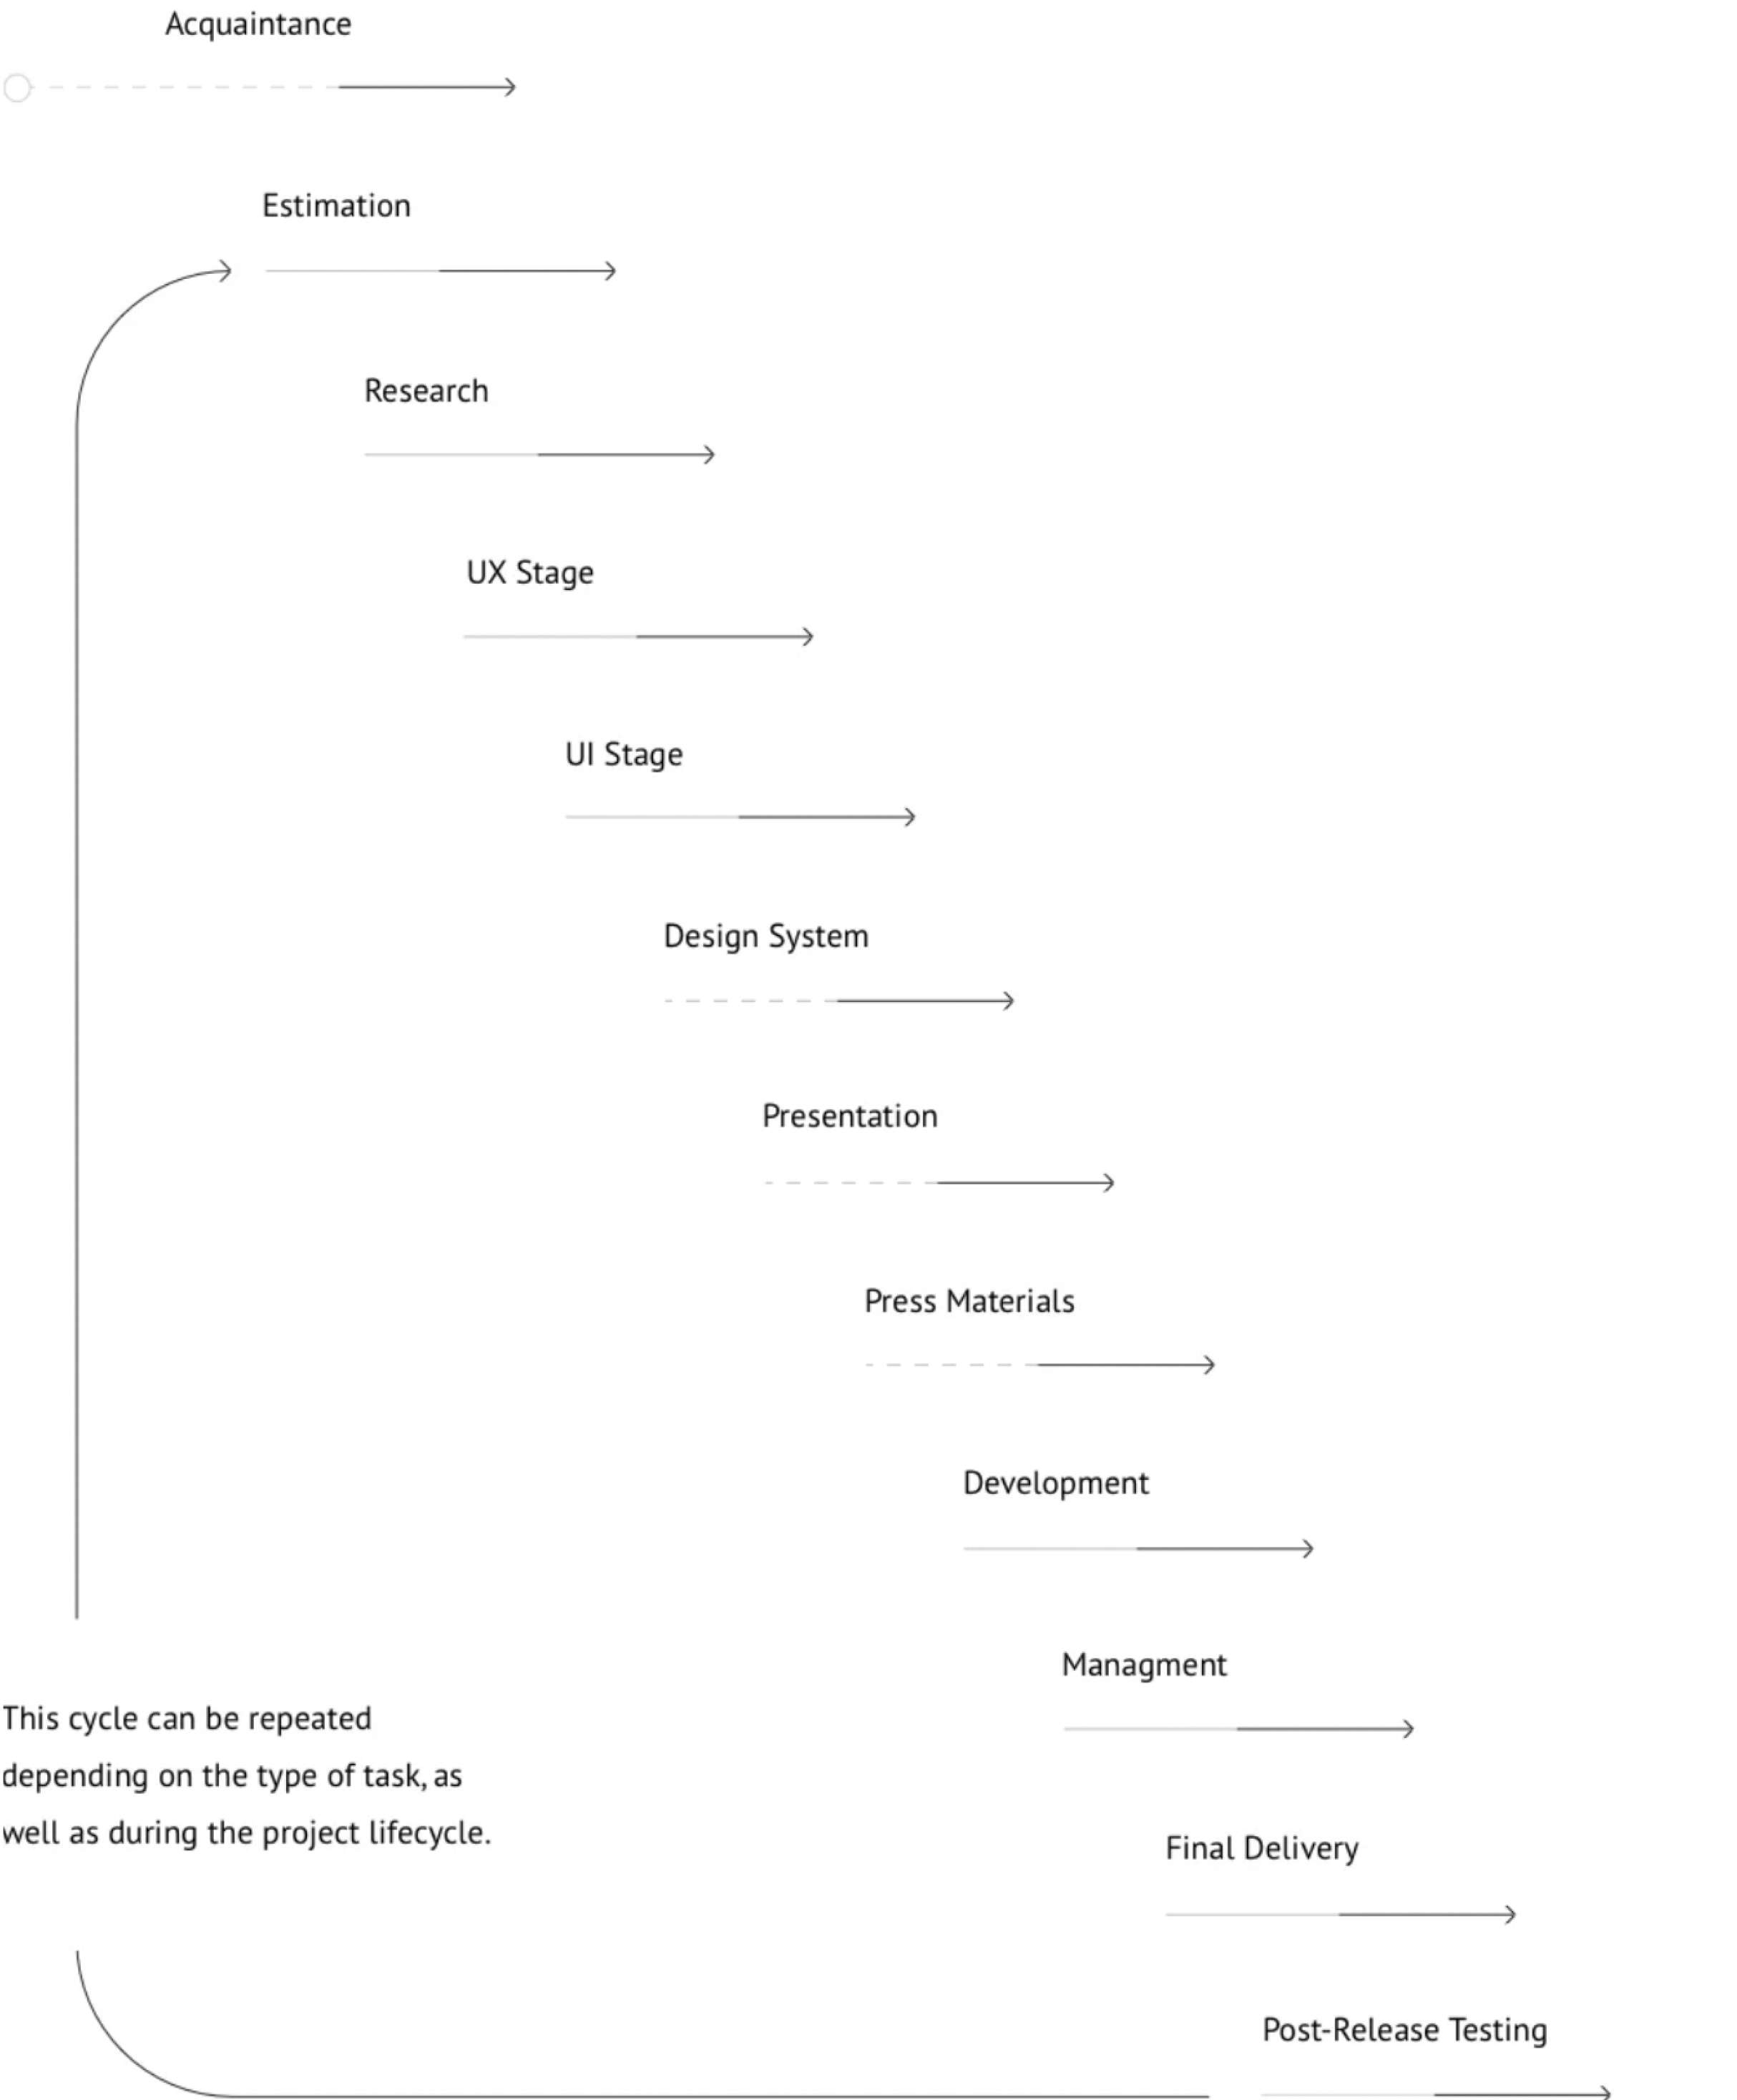 Acquaintance
Estimation
Research
UX Stage
UI Stage
Design System
Presentation
Press Materials
Development
Managment
This cycle can be repeated
depending on the type of task, as
well as during the project lifecycle.
Final Delivery
Post-Release Testing